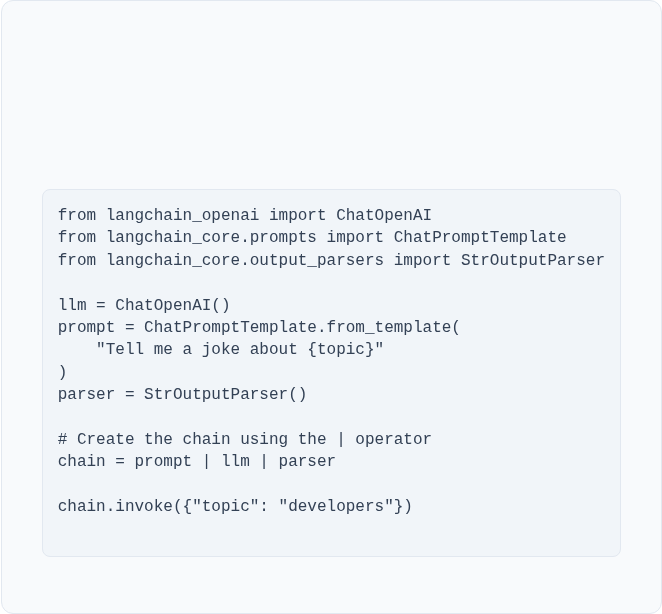 from langchain_openai import ChatOpenAI
from langchain_core.prompts import ChatPromptTemplate
from langchain_core.output_parsers import StrOutputParser

llm = ChatOpenAI()
prompt = ChatPromptTemplate.from_template(
    "Tell me a joke about {topic}"
)
parser = StrOutputParser()

# Create the chain using the | operator
chain = prompt | llm | parser

chain.invoke({"topic": "developers"})